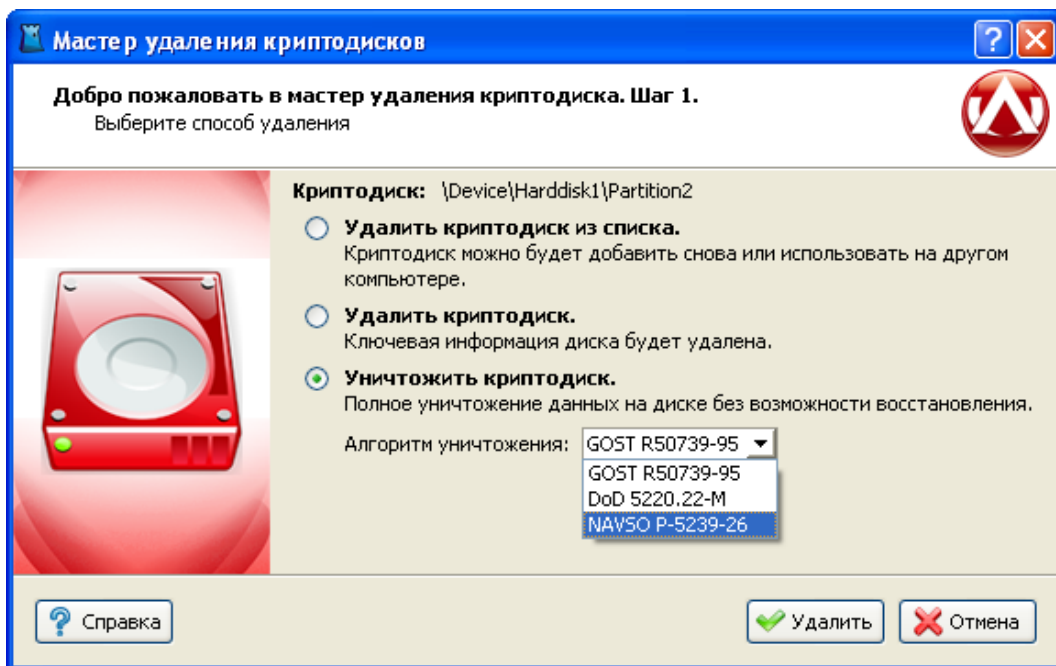 Мастер удаления криптодисков
Добро пожаловать в мастер удаления криптодиска. Шаг 1.
Выберите способ удаления
Криптодиск: \Device\Harddisk1\Partition2
Удалить криптодиск из списка.
Криптодиск можно будет добавить снова или использовать на другом
компьютере.
Удалить криптодиск.
Ключевая информация диска будет удалена.
Уничтожить криптодиск.
Полное уничтожение данных на диске без возможности восстановления.
Алгоритм уничтожения: GOST R50739-95
GOST R50739-95
DoD 5220.22-M
NAVSO P-5239-26
? Справка
Удалить
Отмена